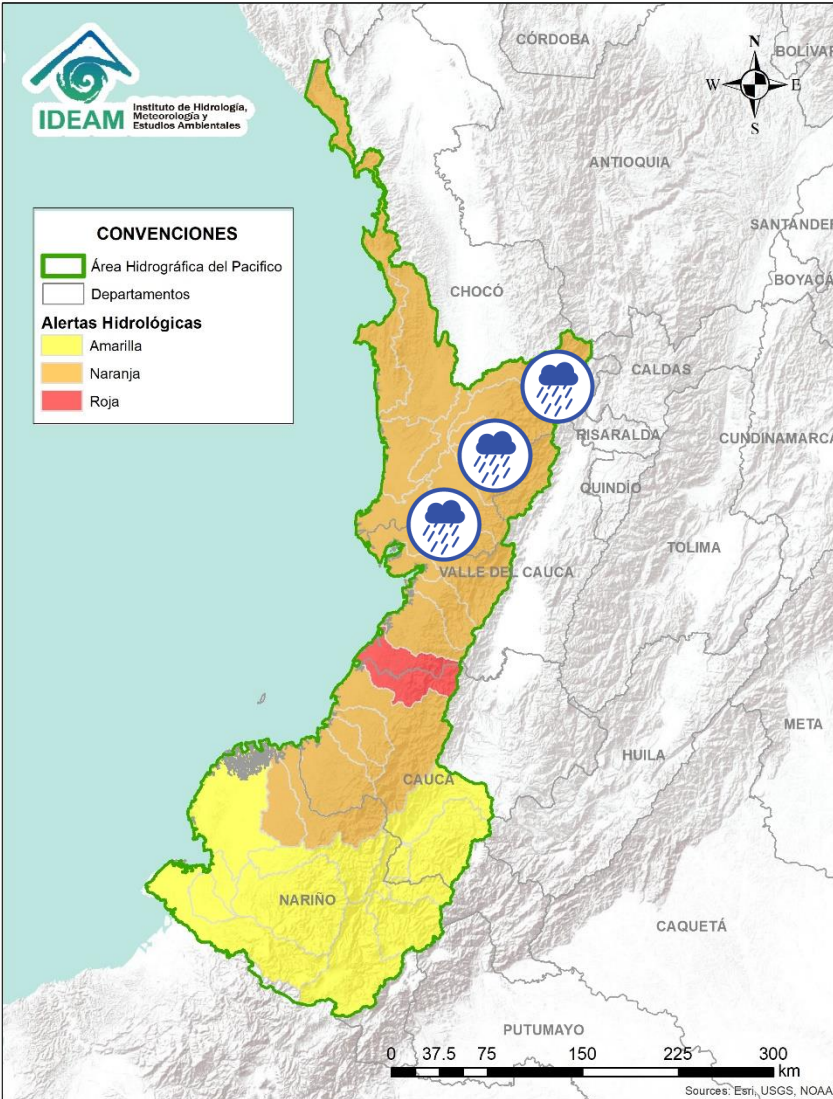 IDEAM
Instituto de Hidrología,
Meteorología y
Estudios Ambientales
N
W E
S
CÓRDOBA
BOLÍVAR
ANTIOQUIA
SANTANDER
BOYACÁ
CHOCÓ
CONVENCIONES
Área Hidrográfica del Pacifico
Departamentos
Alertas Hidrológicas
Amarilla
Naranja
Roja
CALDAS
RISARALDA
CUNDINAMARCA
QUINDÍO
TOLIMA
VALLE DEL CAUCA
META
HUILA
CAUCA
NARIÑO
CAQUETÁ
PUTUMAYO
0 37.5 75 150 225 300
km
Sources: Esri, USGS, NOAA